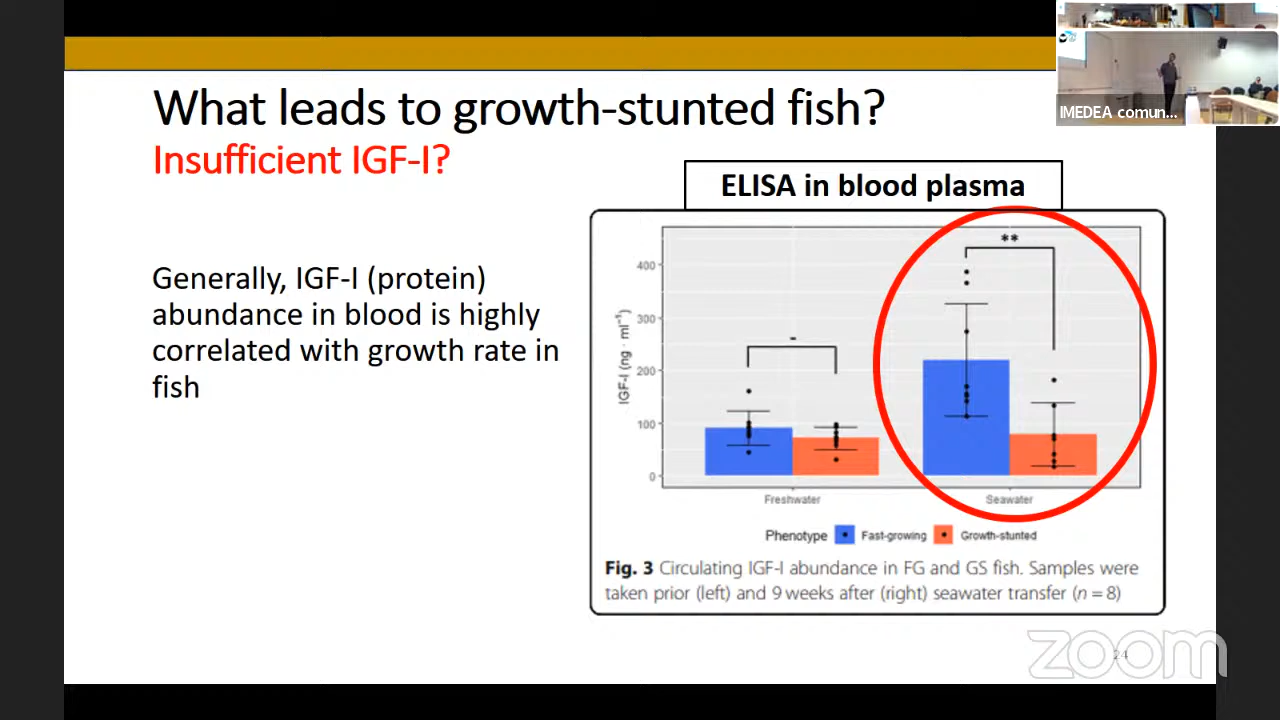 What leads to growth-stunted fish?
Insufficient IGF-I?
IMEDEA comun...
ELISA in blood plasma
Generally, IGF-I (protein)
abundance in blood is highly
correlated with growth rate in
fish
IGF-I (ng · ml⁻¹)
400
300
200
100
0
-
**
Freshwater
Seawater
Phenotype Fast-growing Growth-stunted
Fig. 3 Circulating IGF-I abundance in FG and GS fish. Samples were
taken prior (left) and 9 weeks after (right) seawater transfer (n = 8)
zoom
24